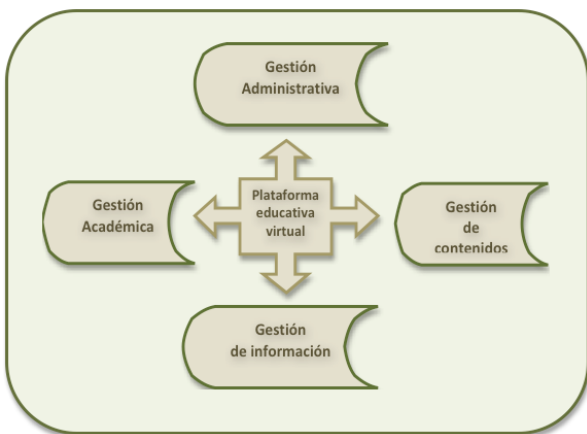 Gestión
Administrativa
Gestión
Académica
Plataforma
educativa
virtual
Gestión
de
contenidos
Gestión
de información